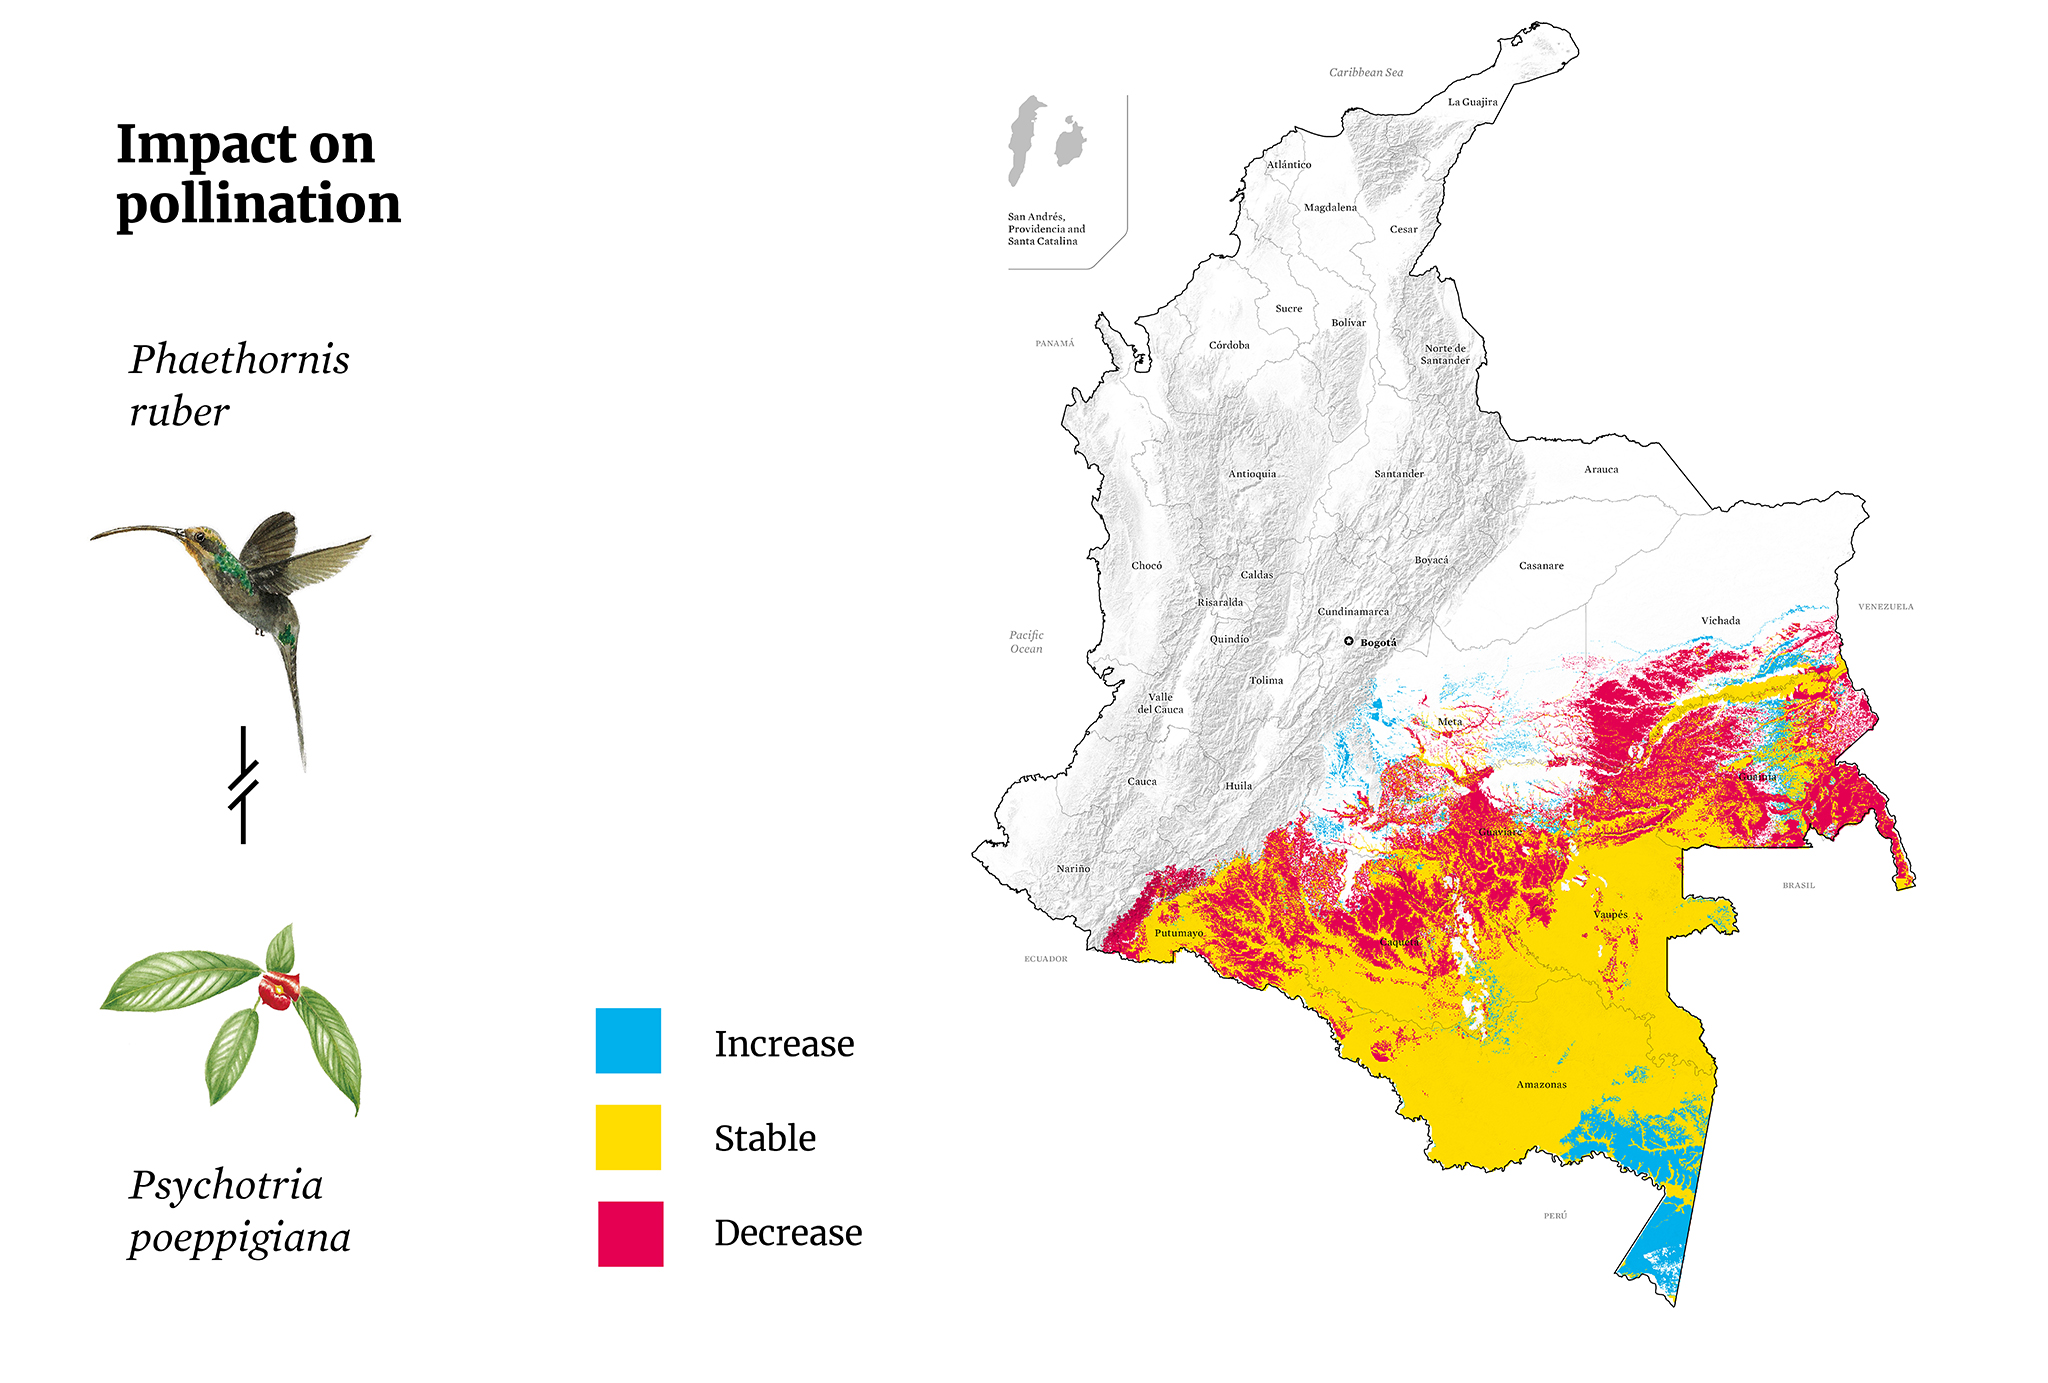 Impact on
pollination
Phaethornis
ruber
Psychotria
poeppigiana
Increase
Stable
Decrease
Caribbean Sea
La Guajira
Atlántico
Magdalena
Cesar
San Andrés,
Providencia and
Santa Catalina
Sucre
Bolívar
PANAMÁ
Córdoba
Norte de
Santander
Antioquia
Santander
Arauca
Chocó
Caldas
Boyacá
Casanare
Risaralda
Cundinamarca
VENEZUELA
Vichada
Pacific
Ocean
Quindío
Bogotá
Tolima
Valle
del Cauca
Meta
Cauca
Huila
Guainía
Guaviare
Nariño
BRASIL
Vaupés
Putumayo
Caquetá
ECUADOR
Amazonas
PERÚ